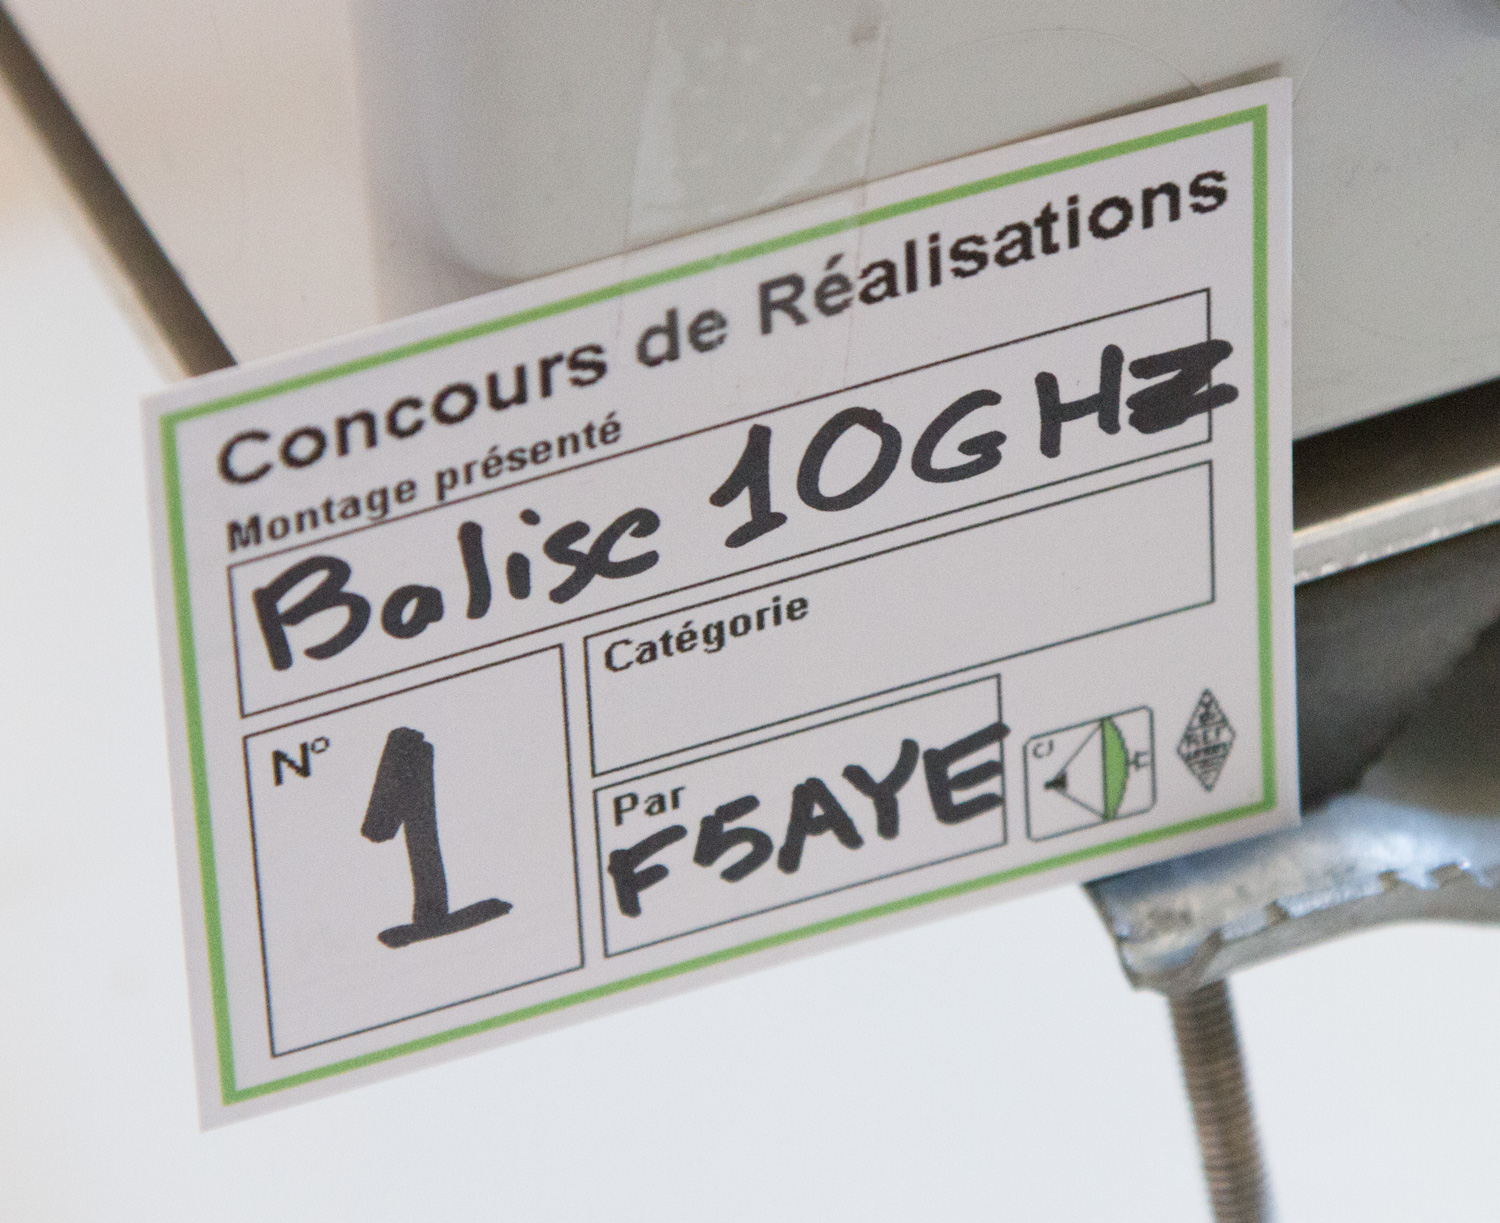 Concours de Réalisations
Montage présenté
Balise 10GHZ
N°
1
Catégorie
Par
F5AYE
CJ